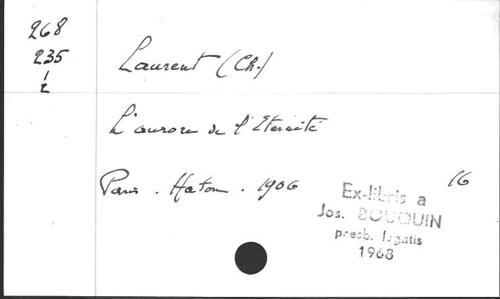 268
235
1/2
Laurent (Ch.)
L'aurore de l'Eternité
Paris . Haton . 1906
16
Ex-libris a
Jos. BOUQUIN
presb. legatis
1968